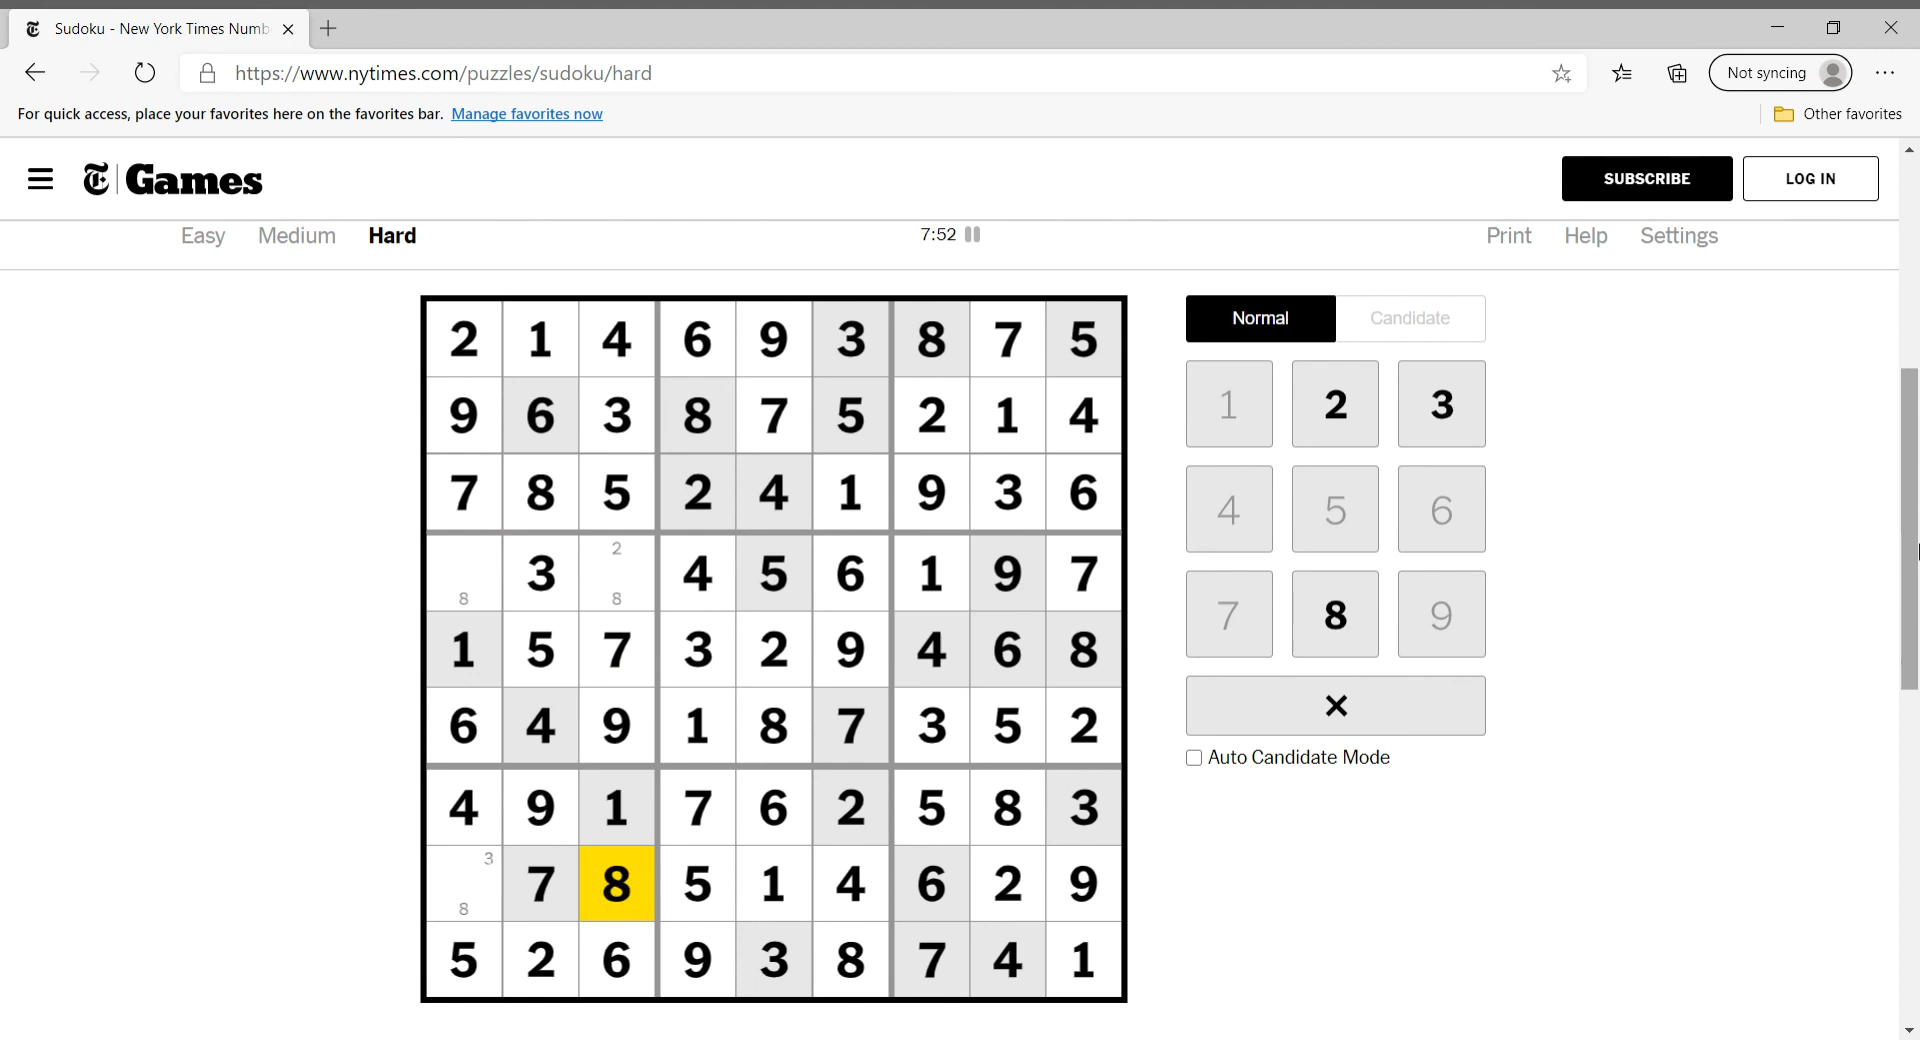 Sudoku - New York Times Numb
https://www.nytimes.com/puzzles/sudoku/hard
Not syncing
For quick access, place your favorites here on the favorites bar. Manage favorites now
Other favorites
T Games
SUBSCRIBE
LOG IN
Easy Medium Hard
7:52
Print Help Settings
Normal
Candidate
2 1 4 6 9 3 8 7 5
9 6 3 8 7 5 2 1 4
7 8 5 2 4 1 9 3 6
8 3 2 8 4 5 6 1 9 7
1 5 7 3 2 9 4 6 8
6 4 9 1 8 7 3 5 2
4 9 1 7 6 2 5 8 3
3 8 7 8 5 1 4 6 2 9
5 2 6 9 3 8 7 4 1
1 2 3
4 5 6
7 8 9
Auto Candidate Mode